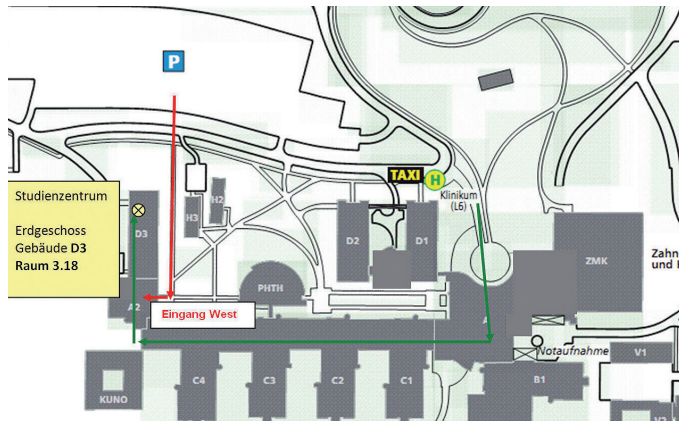 P
TAXI
H
Klinikum
(L6)
Studienzentrum
Erdgeschoss
Gebäude D3
Raum 3.18
D3
H3
H2
D2
D1
ZMK
Zahn
und K
PHTH
A2
Eingang West
A
Notaufnahme
V1
KUNO
C4
C3
C2
C1
B1
V2